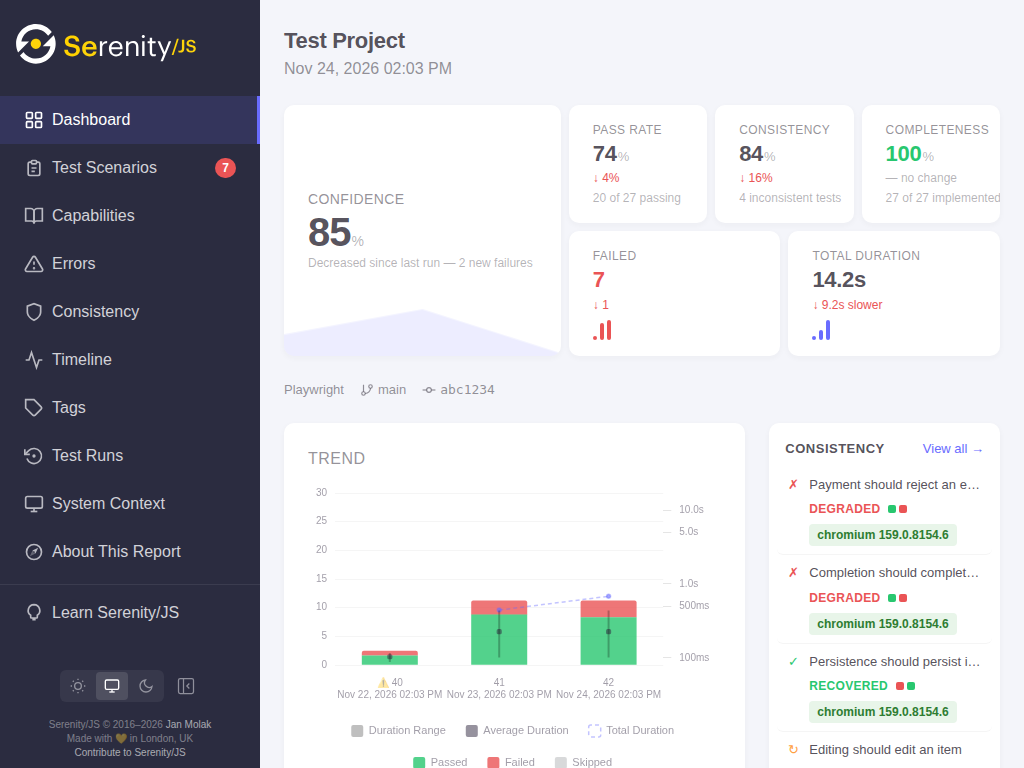 Serenity/JS
Dashboard
Test Scenarios 7
Capabilities
Errors
Consistency
Timeline
Tags
Test Runs
System Context
About This Report
Learn Serenity/JS
Serenity/JS © 2016–2026 Jan Molak
Made with 💛 in London, UK
Contribute to Serenity/JS
Test Project
Nov 24, 2026 02:03 PM
CONFIDENCE
85%
Decreased since last run — 2 new failures
PASS RATE
74%
↓ 4%
20 of 27 passing
CONSISTENCY
84%
↓ 16%
4 inconsistent tests
COMPLETENESS
100%
— no change
27 of 27 implemented
FAILED
7
↓ 1
TOTAL DURATION
14.2s
↓ 9.2s slower
Playwright main abc1234
TREND
30
25
20
15
10
5
0
10.0s
5.0s
1.0s
500ms
100ms
⚠️ 40 41 42
Nov 22, 2026 02:03 PM Nov 23, 2026 02:03 PM Nov 24, 2026 02:03 PM
Duration Range Average Duration Total Duration
Passed Failed Skipped
CONSISTENCY View all →
✗ Payment should reject an e…
DEGRADED
chromium 159.0.8154.6
✗ Completion should complet…
DEGRADED
chromium 159.0.8154.6
✓ Persistence should persist i…
RECOVERED
chromium 159.0.8154.6
↻ Editing should edit an item